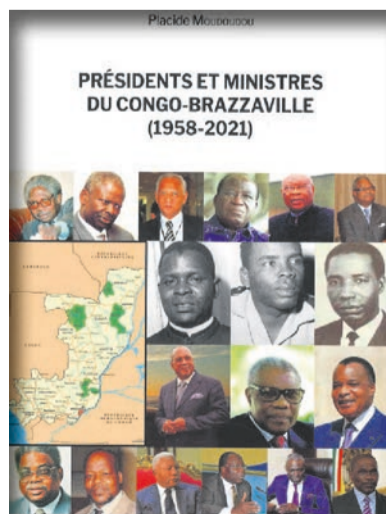 Placide MOUDOUDOU
PRÉSIDENTS ET MINISTRES
DU CONGO-BRAZZAVILLE
(1958-2021)